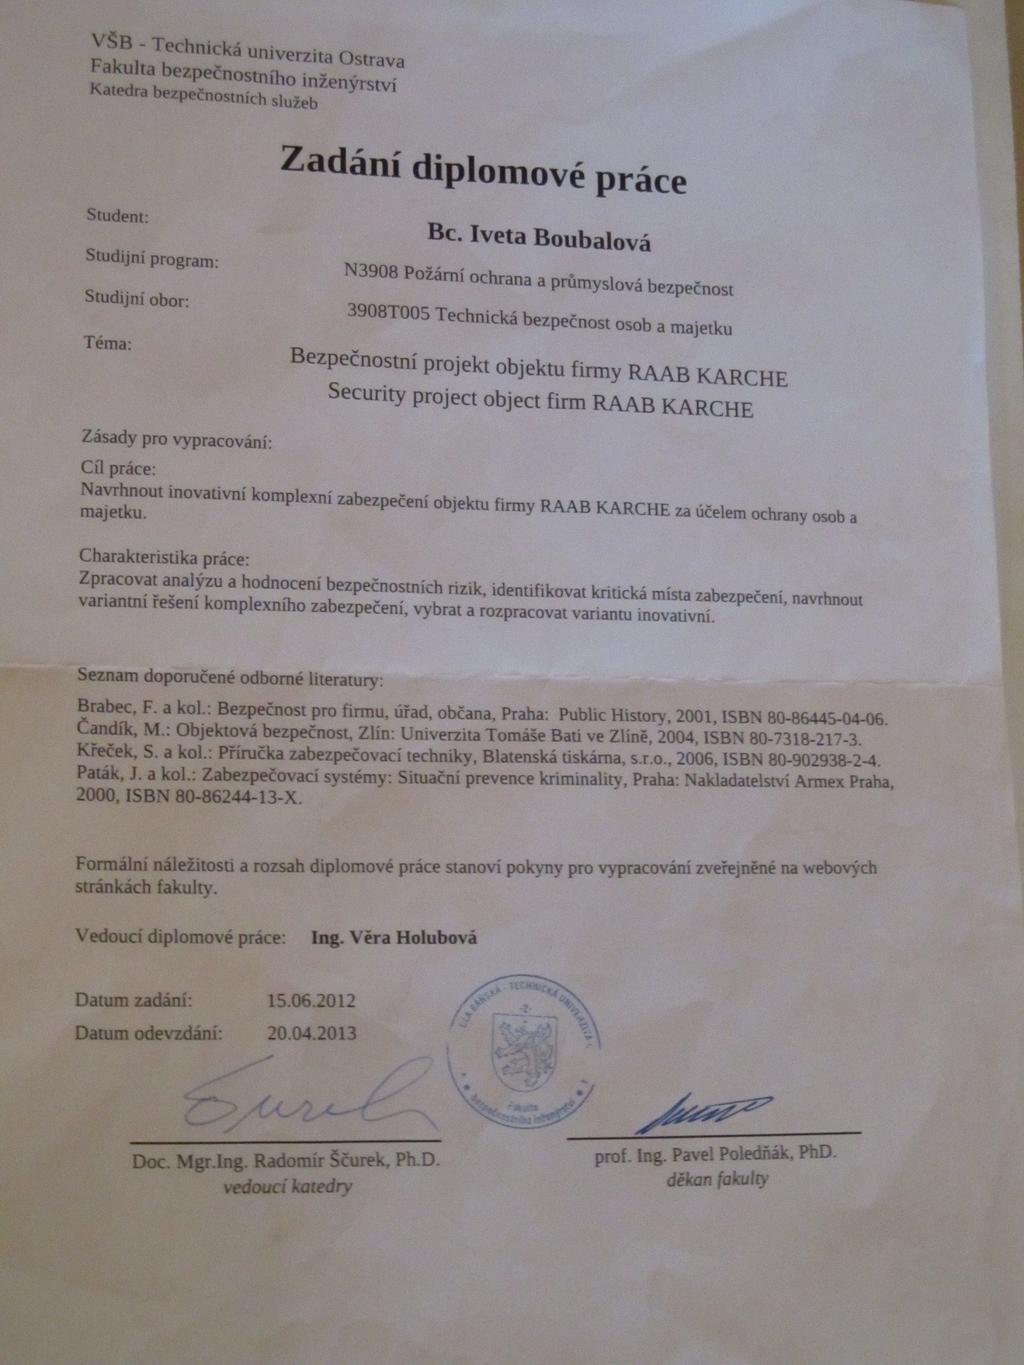 VŠB - Technická univerzita Ostrava
Fakulta bezpečnostního inženýrství
Katedra bezpečnostních služeb
Zadání diplomové práce
Student:
Bc. Iveta Boubalová
Studijní program:
N3908 Požární ochrana a průmyslová bezpečnost
Studijní obor:
3908T005 Technická bezpečnost osob a majetku
Téma:
Bezpečnostní projekt objektu firmy RAAB KARCHE
Security project object firm RAAB KARCHE
Zásady pro vypracování:
Cíl práce:
Navrhnout inovativní komplexní zabezpečení objektu firmy RAAB KARCHE za účelem ochrany osob a
majetku.
Charakteristika práce:
Zpracovat analýzu a hodnocení bezpečnostních rizik, identifikovat kritická místa zabezpečení, navrhnout
variantní řešení komplexního zabezpečení, vybrat a rozpracovat variantu inovativní.
Seznam doporučené odborné literatury:
Brabec, F. a kol.: Bezpečnost pro firmu, úřad, občana, Praha: Public History, 2001, ISBN 80-86445-04-06.
Čandík, M.: Objektová bezpečnost, Zlín: Univerzita Tomáše Bati ve Zlíně, 2004, ISBN 80-7318-217-3.
Křeček, S. a kol.: Příručka zabezpečovací techniky, Blatenská tiskárna, s.r.o., 2006, ISBN 80-902938-2-4.
Paták, J. a kol.: Zabezpečovací systémy: Situační prevence kriminality, Praha: Nakladatelství Armex Praha,
2000, ISBN 80-86244-13-X.
Formální náležitosti a rozsah diplomové práce stanoví pokyny pro vypracování zveřejněné na webových
stránkách fakulty.
Vedoucí diplomové práce: Ing. Věra Holubová
Datum zadání: 15.06.2012
Datum odevzdání: 20.04.2013
BÁŇSKÁ - TECHNICKÁ UNIVERZITA
-2-
Fakulta
bezpečnostního inženýrství
Doc. Mgr.Ing. Radomír Ščurek, Ph.D.
vedoucí katedry
prof. Ing. Pavel Poledňák, PhD.
děkan fakulty